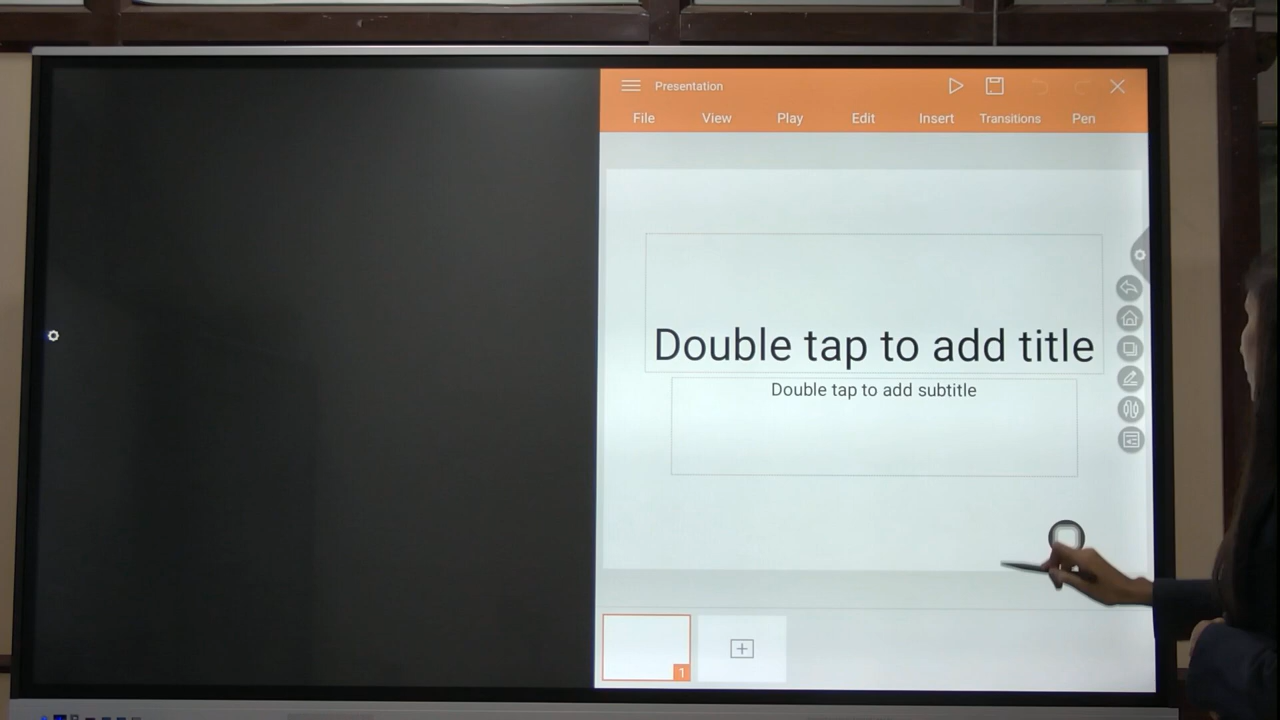 Presentation
File View Play Edit Insert Transitions Pen
Double tap to add title
Double tap to add subtitle
1